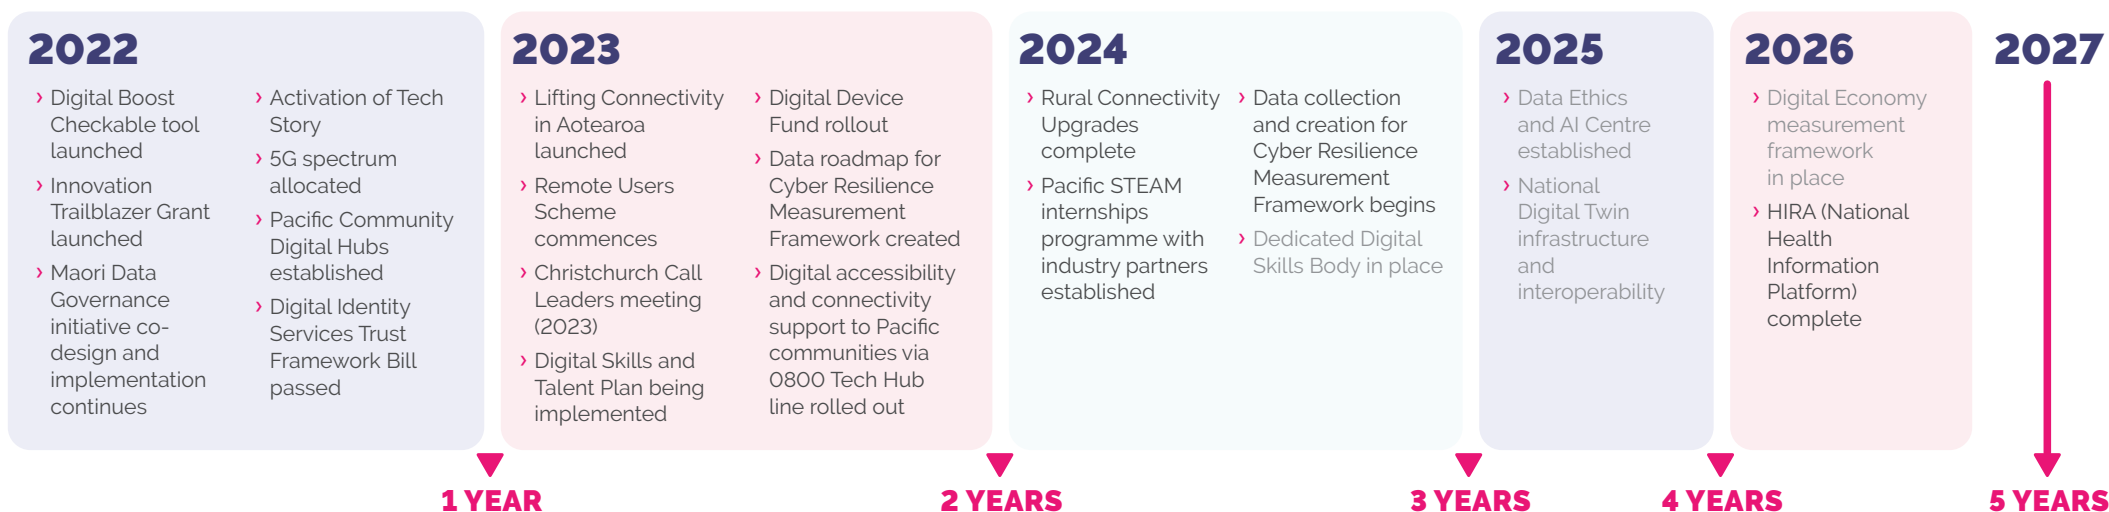 2022
› Digital Boost
Checkable tool
launched
› Innovation
Trailblazer Grant
launched
› Maori Data
Governance
initiative co-
design and
implementation
continues
› Activation of Tech
Story
› 5G spectrum
allocated
› Pacific Community
Digital Hubs
established
› Digital Identity
Services Trust
Framework Bill
passed
2023
› Lifting Connectivity
in Aotearoa
launched
› Remote Users
Scheme
commences
› Christchurch Call
Leaders meeting
(2023)
› Digital Skills and
Talent Plan being
implemented
› Digital Device
Fund rollout
› Data roadmap for
Cyber Resilience
Measurement
Framework created
› Digital accessibility
and connectivity
support to Pacific
communities via
0800 Tech Hub
line rolled out
2024
› Rural Connectivity
Upgrades
complete
› Pacific STEAM
internships
programme with
industry partners
established
› Data collection
and creation for
Cyber Resilience
Measurement
Framework begins
› Dedicated Digital
Skills Body in place
2025
› Data Ethics
and AI Centre
established
› National
Digital Twin
infrastructure
and
interoperability
2026
› Digital Economy
measurement
framework
in place
› HIRA (National
Health
Information
Platform)
complete
2027
1 YEAR
2 YEARS
3 YEARS
4 YEARS
5 YEARS